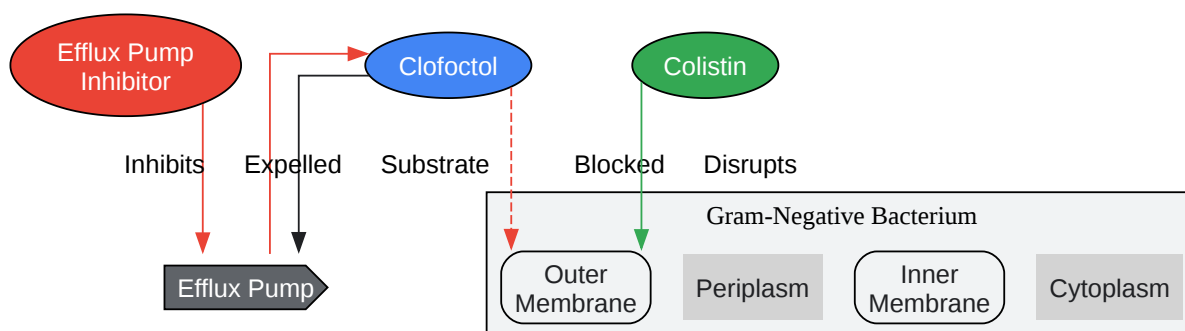 Efflux Pump
Inhibitor
Clofoctol
Colistin
Inhibits
Expelled
Substrate
Blocked
Disrupts
Gram-Negative Bacterium
Efflux Pump
Outer
Membrane
Periplasm
Inner
Membrane
Cytoplasm